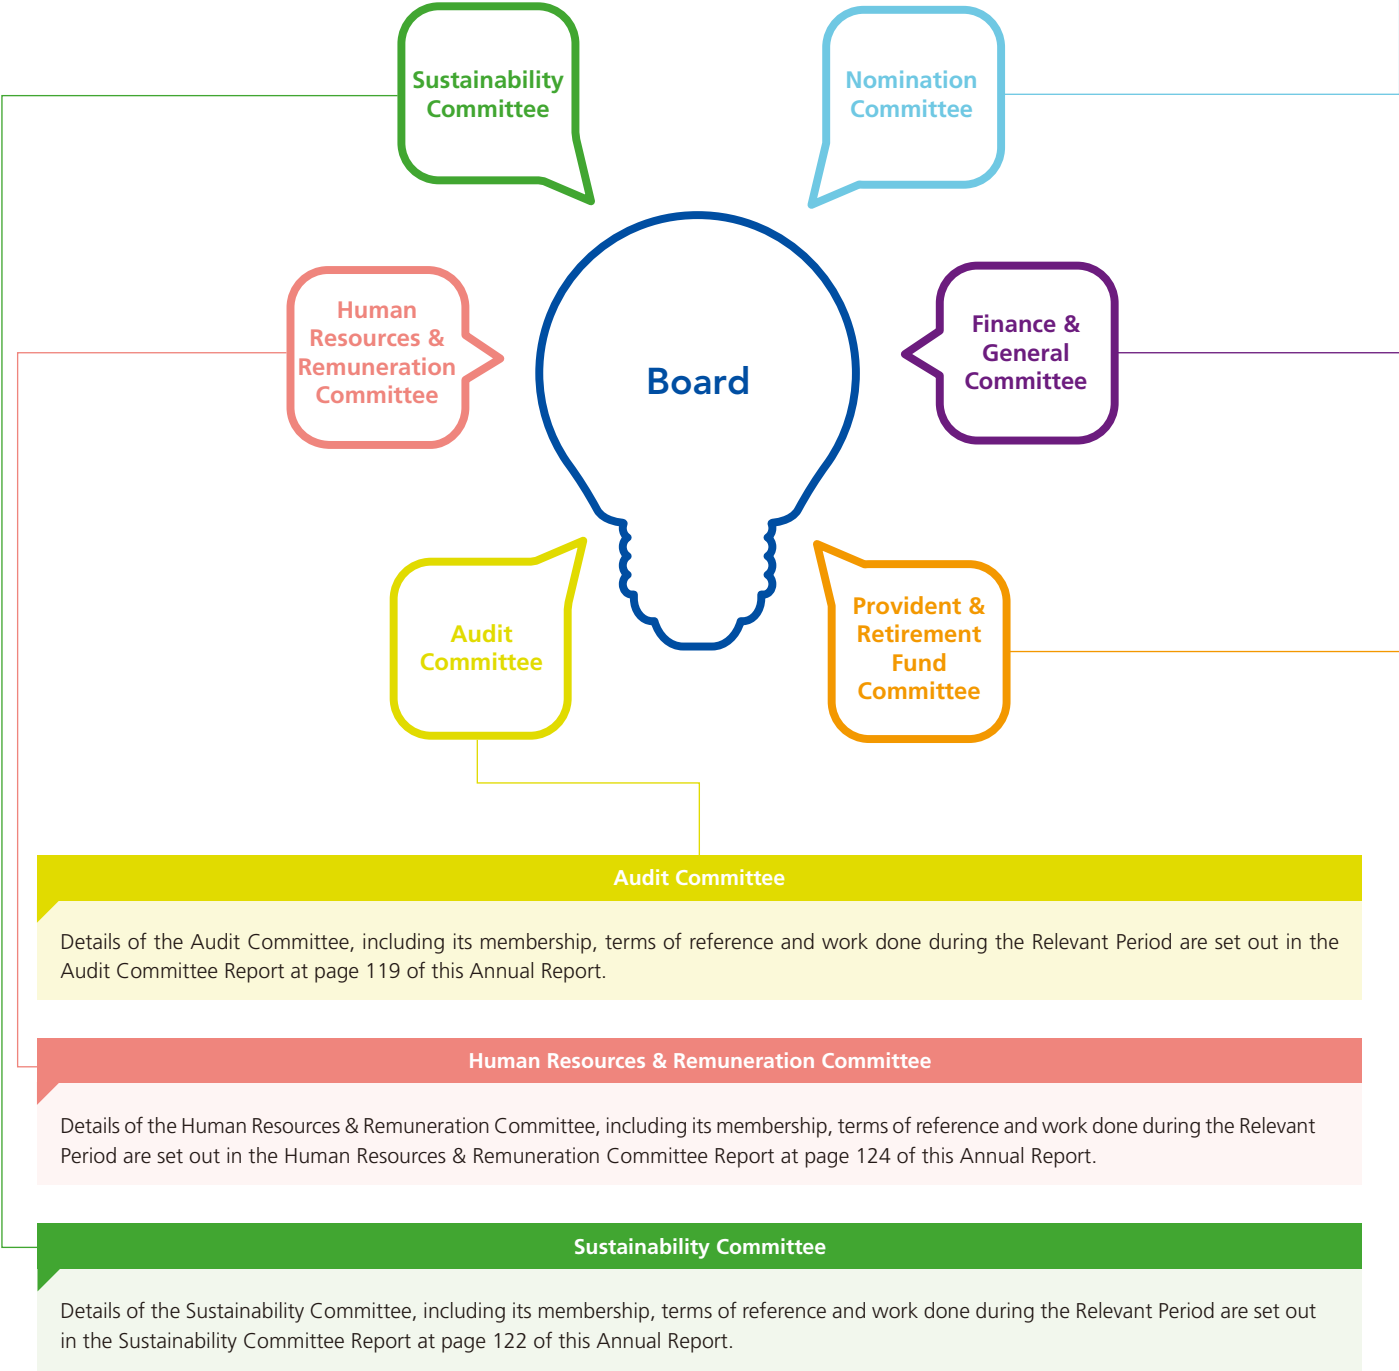 Sustainability
Committee
Nomination
Committee
Human
Resources &
Remuneration
Committee
Board
Finance &
General
Committee
Audit
Committee
Provident &
Retirement
Fund
Committee
Audit Committee
Details of the Audit Committee, including its membership, terms of reference and work done during the Relevant Period are set out in the
Audit Committee Report at page 119 of this Annual Report.
Human Resources & Remuneration Committee
Details of the Human Resources & Remuneration Committee, including its membership, terms of reference and work done during the Relevant
Period are set out in the Human Resources & Remuneration Committee Report at page 124 of this Annual Report.
Sustainability Committee
Details of the Sustainability Committee, including its membership, terms of reference and work done during the Relevant Period are set out
in the Sustainability Committee Report at page 122 of this Annual Report.